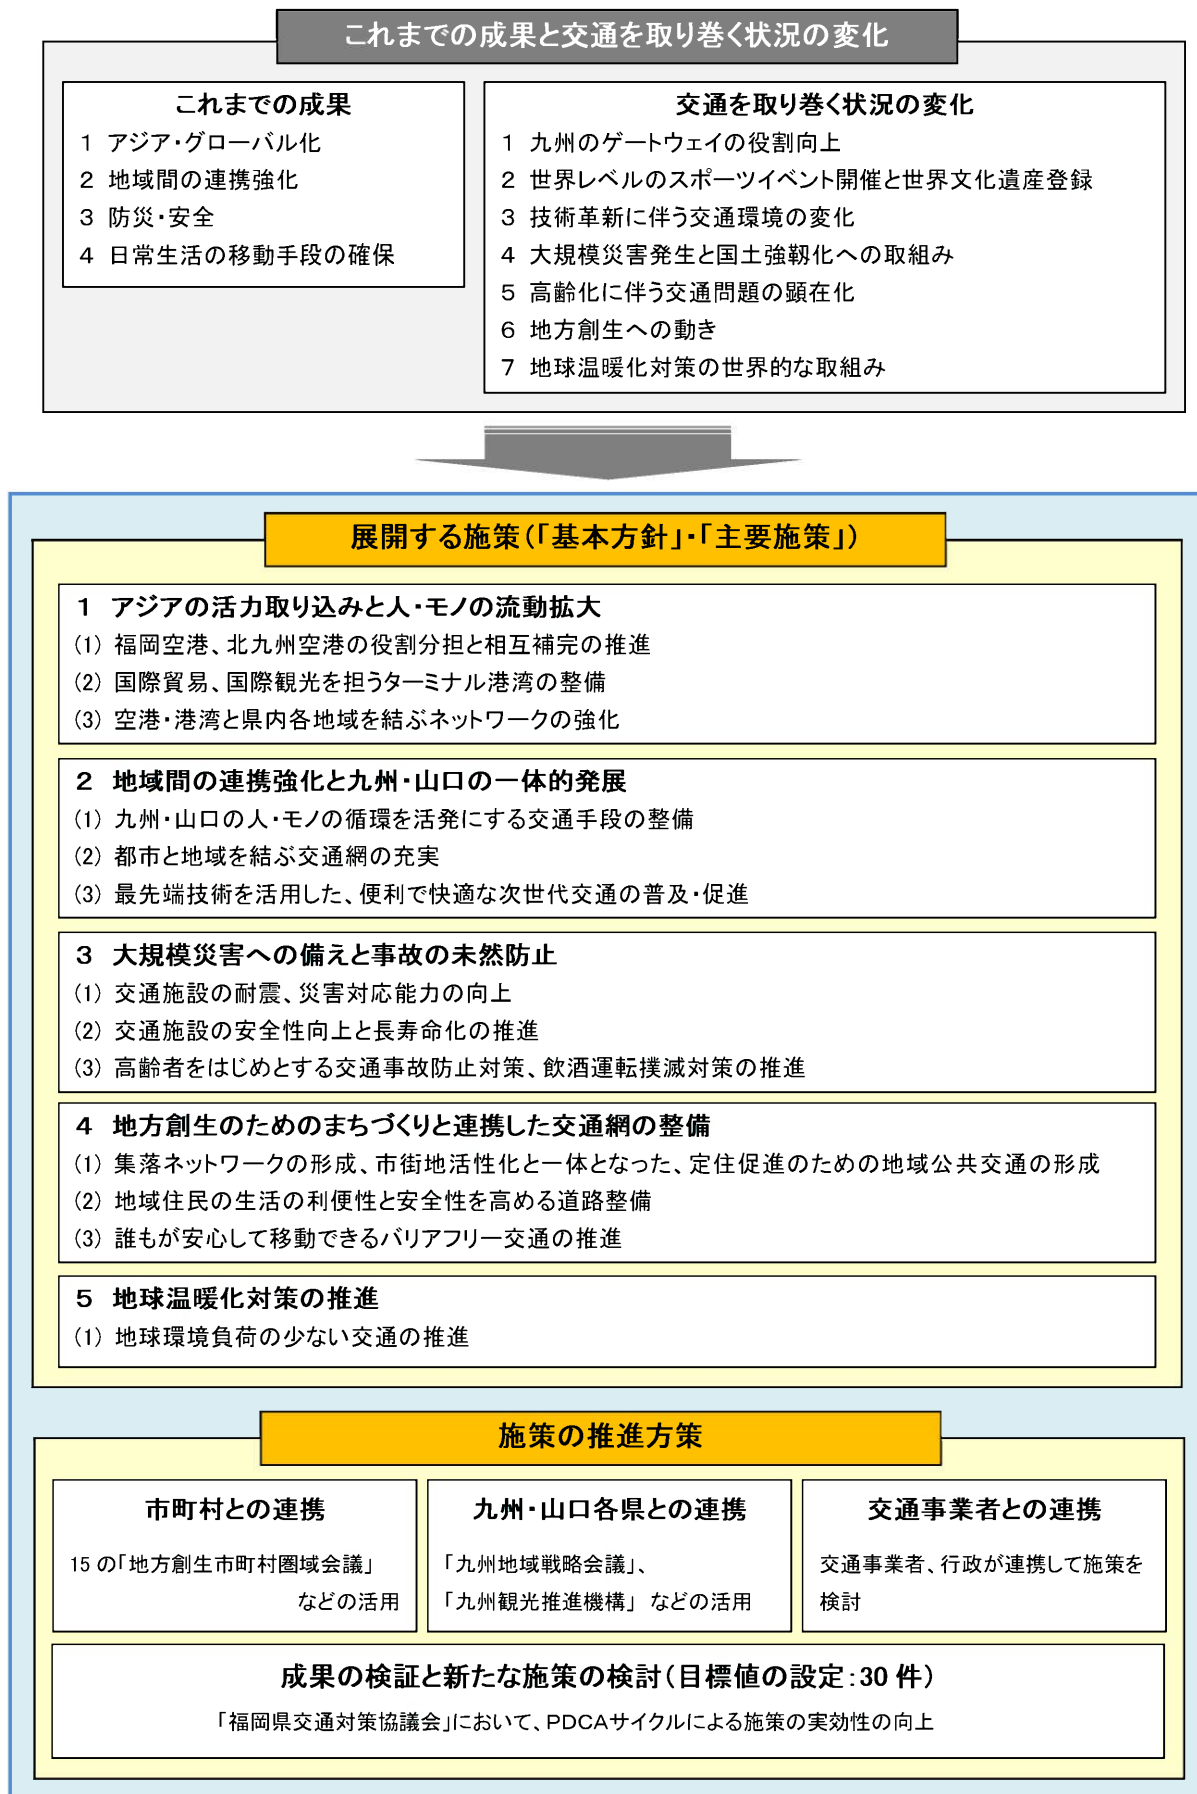 これまでの成果と交通を取り巻く状況の変化
これまでの成果
1 アジア・グローバル化
2 地域間の連携強化
3 防災・安全
4 日常生活の移動手段の確保
交通を取り巻く状況の変化
1 九州のゲートウェイの役割向上
2 世界レベルのスポーツイベント開催と世界文化遺産登録
3 技術革新に伴う交通環境の変化
4 大規模災害発生と国土強靱化への取組み
5 高齢化に伴う交通問題の顕在化
6 地方創生への動き
7 地球温暖化対策の世界的な取組み
展開する施策(「基本方針」・「主要施策」)
1 アジアの活力取り込みと人・モノの流動拡大
(1) 福岡空港、北九州空港の役割分担と相互補完の推進
(2) 国際貿易、国際観光を担うターミナル港湾の整備
(3) 空港・港湾と県内各地域を結ぶネットワークの強化
2 地域間の連携強化と九州・山口の一体的発展
(1) 九州・山口の人・モノの循環を活発にする交通手段の整備
(2) 都市と地域を結ぶ交通網の充実
(3) 最先端技術を活用した、便利で快適な次世代交通の普及・促進
3 大規模災害への備えと事故の未然防止
(1) 交通施設の耐震、災害対応能力の向上
(2) 交通施設の安全性向上と長寿命化の推進
(3) 高齢者をはじめとする交通事故防止対策、飲酒運転撲滅対策の推進
4 地方創生のためのまちづくりと連携した交通網の整備
(1) 集落ネットワークの形成、市街地活性化と一体となった、定住促進のための地域公共交通の形成
(2) 地域住民の生活の利便性と安全性を高める道路整備
(3) 誰もが安心して移動できるバリアフリー交通の推進
5 地球温暖化対策の推進
(1) 地球環境負荷の少ない交通の推進
施策の推進方策
市町村との連携
15 の「地方創生市町村圏域会議」
などの活用
九州・山口各県との連携
「九州地域戦略会議」、
「九州観光推進機構」 などの活用
交通事業者との連携
交通事業者、行政が連携して施策を
検討
成果の検証と新たな施策の検討(目標値の設定:30 件)
「福岡県交通対策協議会」において、PDCAサイクルによる施策の実効性の向上